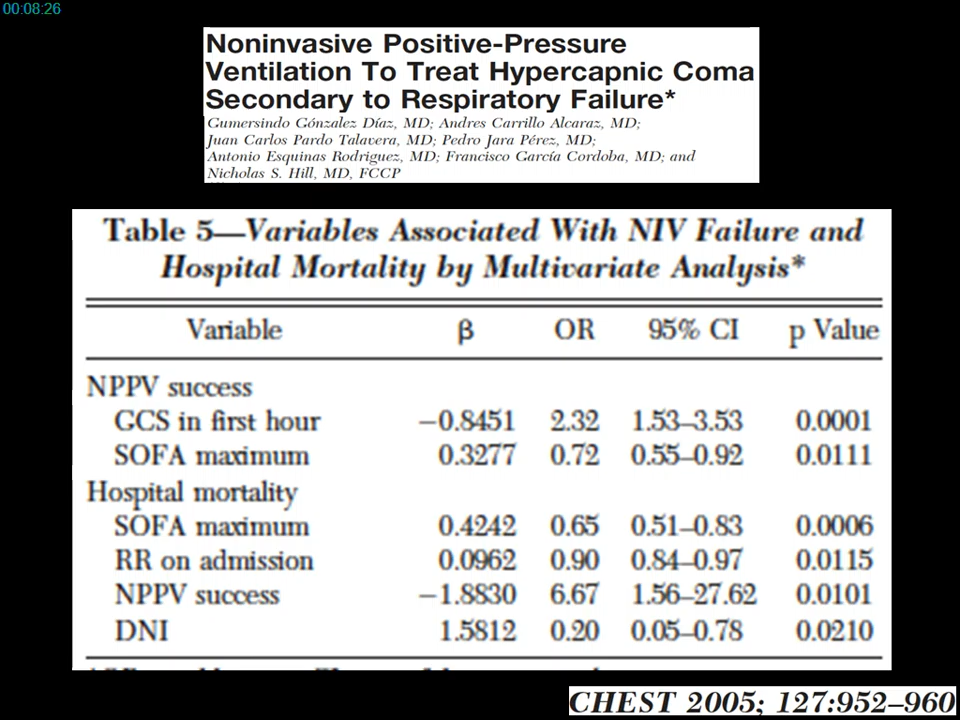 00:08:26
Noninvasive Positive-Pressure
Ventilation To Treat Hypercapnic Coma
Secondary to Respiratory Failure*
Gumersindo Gónzalez Díaz, MD; Andres Carrillo Alcaraz, MD;
Juan Carlos Pardo Talavera, MD; Pedro Jara Pérez, MD;
Antonio Esquinas Rodriguez, MD; Francisco García Cordoba, MD; and
Nicholas S. Hill, MD, FCCP
Table 5—Variables Associated With NIV Failure and
Hospital Mortality by Multivariate Analysis*
Variable β OR 95% CI p Value
NPPV success
GCS in first hour −0.8451 2.32 1.53–3.53 0.0001
SOFA maximum 0.3277 0.72 0.55–0.92 0.0111
Hospital mortality
SOFA maximum 0.4242 0.65 0.51–0.83 0.0006
RR on admission 0.0962 0.90 0.84–0.97 0.0115
NPPV success −1.8830 6.67 1.56–27.62 0.0101
DNI 1.5812 0.20 0.05–0.78 0.0210
CHEST 2005; 127:952–960